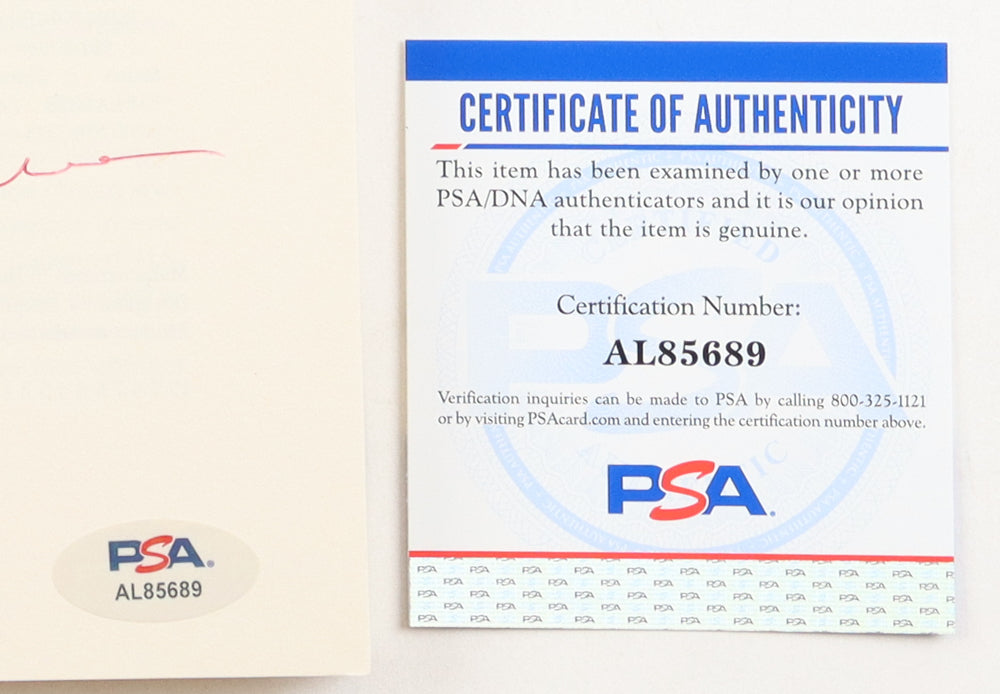 PSA.
AL85689
CERTIFICATE OF AUTHENTICITY
This item has been examined by one or more
PSA/DNA authenticators and it is our opinion
that the item is genuine.
Certification Number:
AL85689
Verification inquiries can be made to PSA by calling 800-325-1121
or by visiting PSAcard.com and entering the certification number above.
PSA.